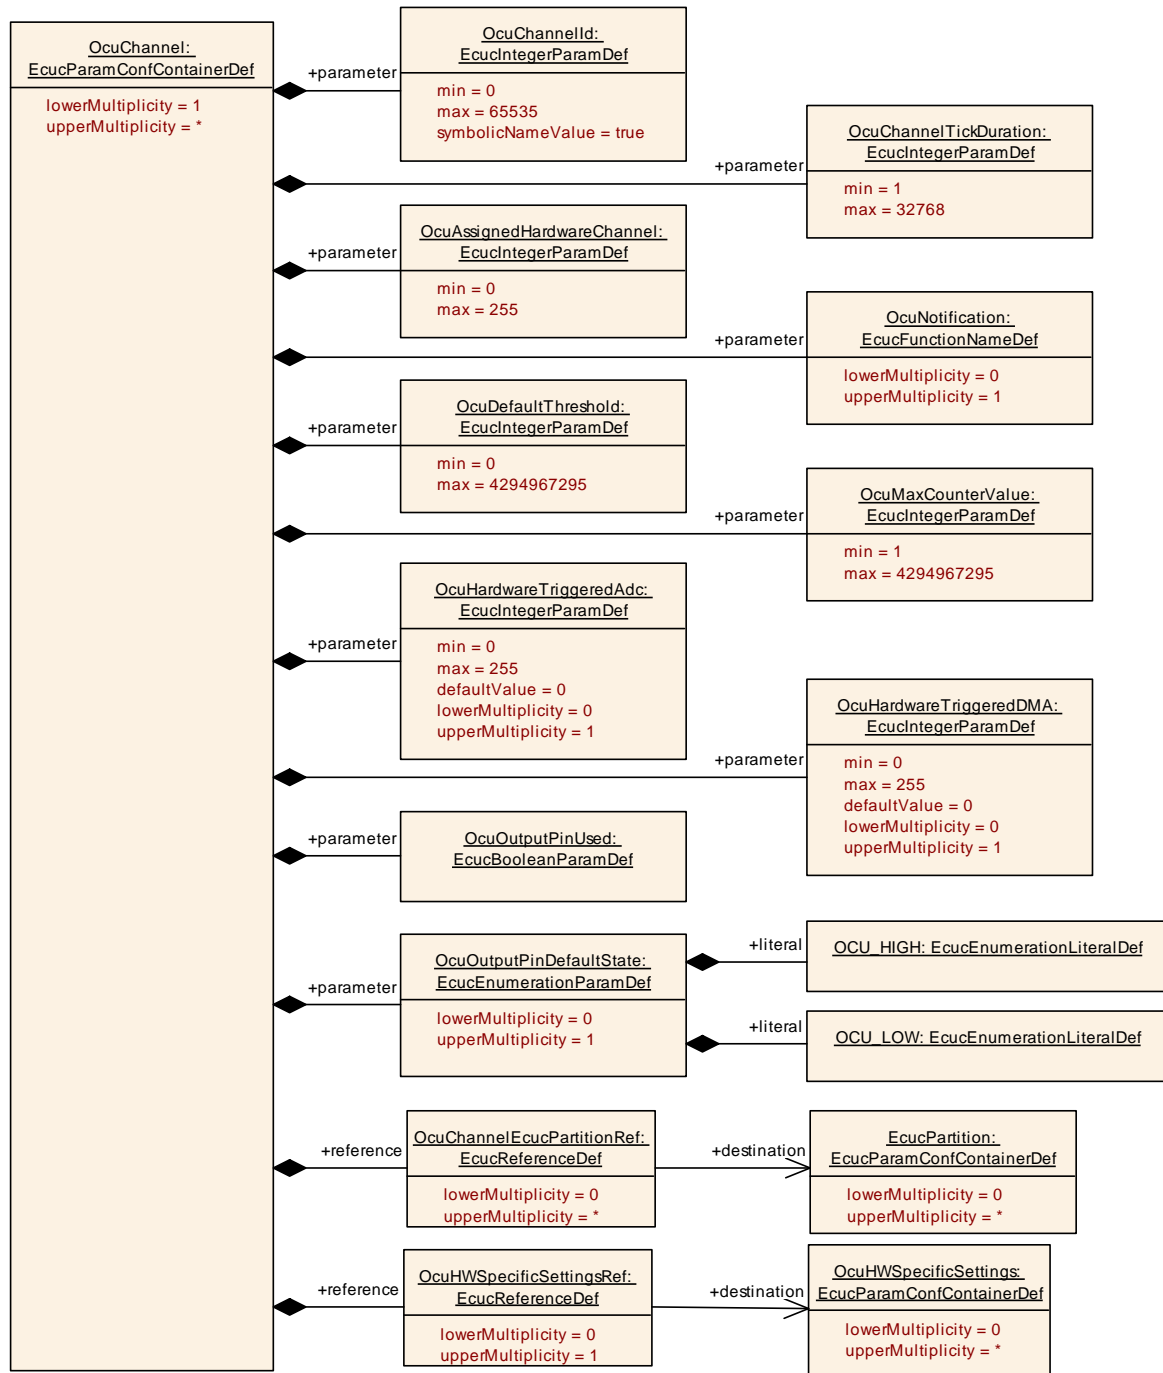 OcuChannel:
EcucParamConfContainerDef
lowerMultiplicity = 1
upperMultiplicity = *
+parameter
OcuChannelId:
EcucIntegerParamDef
min = 0
max = 65535
symbolicNameValue = true
+parameter
OcuChannelTickDuration:
EcucIntegerParamDef
min = 1
max = 32768
+parameter
OcuAssignedHardwareChannel:
EcucIntegerParamDef
min = 0
max = 255
+parameter
OcuNotification:
EcucFunctionNameDef
lowerMultiplicity = 0
upperMultiplicity = 1
+parameter
OcuDefaultThreshold:
EcucIntegerParamDef
min = 0
max = 4294967295
+parameter
OcuMaxCounterValue:
EcucIntegerParamDef
min = 1
max = 4294967295
+parameter
OcuHardwareTriggeredAdc:
EcucIntegerParamDef
min = 0
max = 255
defaultValue = 0
lowerMultiplicity = 0
upperMultiplicity = 1
+parameter
OcuHardwareTriggeredDMA:
EcucIntegerParamDef
min = 0
max = 255
defaultValue = 0
lowerMultiplicity = 0
upperMultiplicity = 1
+parameter
OcuOutputPinUsed:
EcucBooleanParamDef
+parameter
OcuOutputPinDefaultState:
EcucEnumerationParamDef
lowerMultiplicity = 0
upperMultiplicity = 1
+literal
OCU_HIGH: EcucEnumerationLiteralDef
+literal
OCU_LOW: EcucEnumerationLiteralDef
+reference
OcuChannelEcucPartitionRef:
EcucReferenceDef
lowerMultiplicity = 0
upperMultiplicity = *
+destination
EcucPartition:
EcucParamConfContainerDef
lowerMultiplicity = 0
upperMultiplicity = *
+reference
OcuHWSpecificSettingsRef:
EcucReferenceDef
lowerMultiplicity = 0
upperMultiplicity = 1
+destination
OcuHWSpecificSettings:
EcucParamConfContainerDef
lowerMultiplicity = 0
upperMultiplicity = *